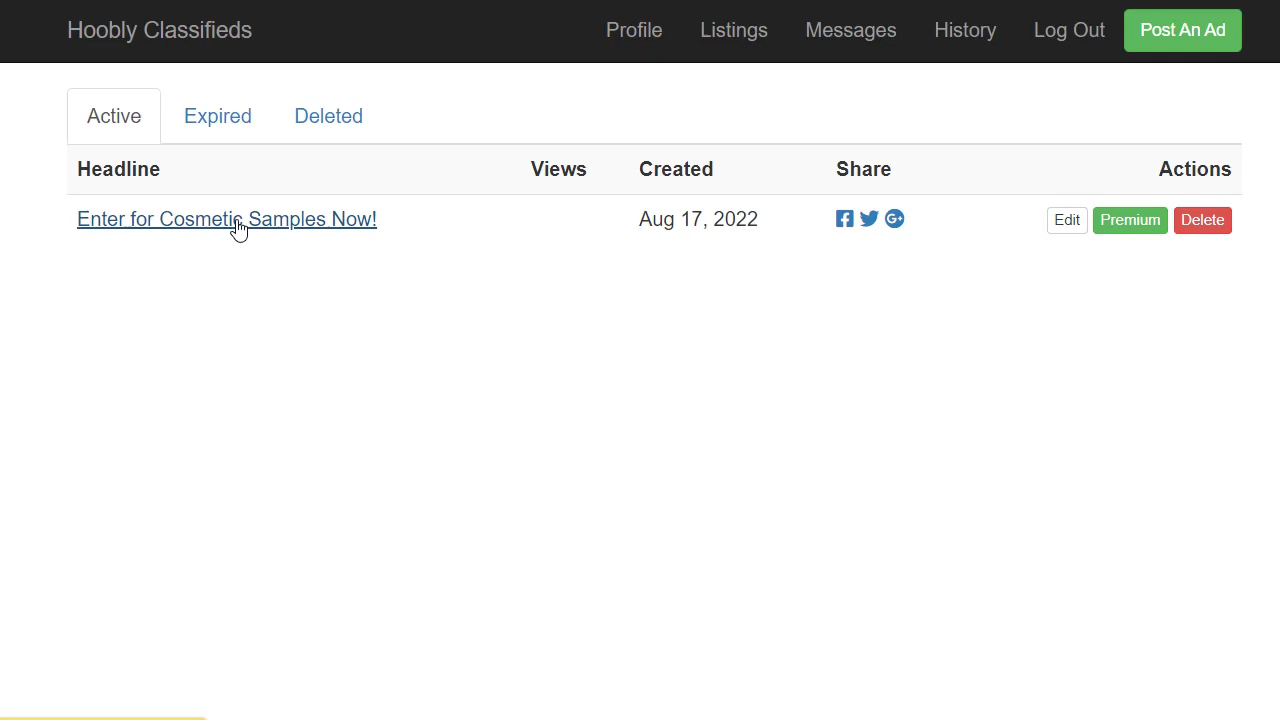 Hoobly Classifieds Profile Listings Messages History Log Out Post An Ad
Active Expired Deleted
Headline Views Created Share Actions
Enter for Cosmetic Samples Now! Aug 17, 2022 Edit Premium Delete